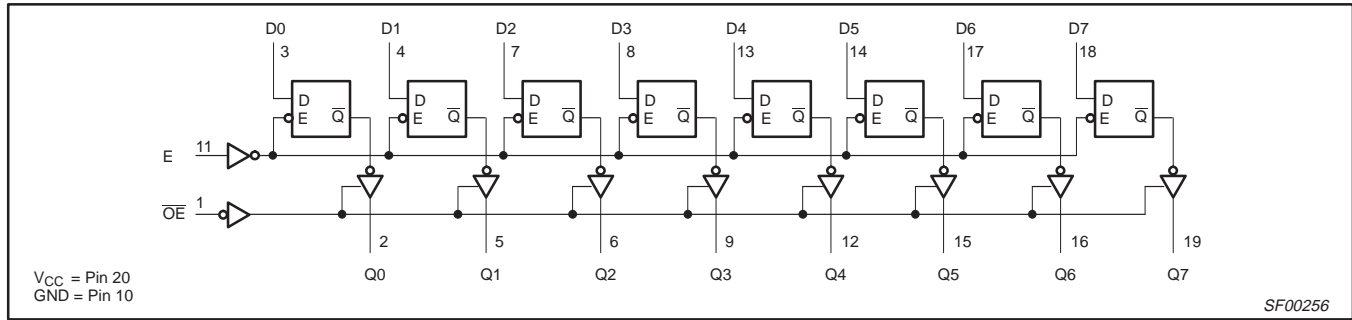 D0 D1 D2 D3 D4 D5 D6 D7
3 4 7 8 13 14 17 18
D D D D D D D D
E Q̅ E Q̅ E Q̅ E Q̅ E Q̅ E Q̅ E Q̅ E Q̅
E 11
O̅E̅ 1
2 5 6 9 12 15 16 19
Q0 Q1 Q2 Q3 Q4 Q5 Q6 Q7
VCC = Pin 20
GND = Pin 10
SF00256